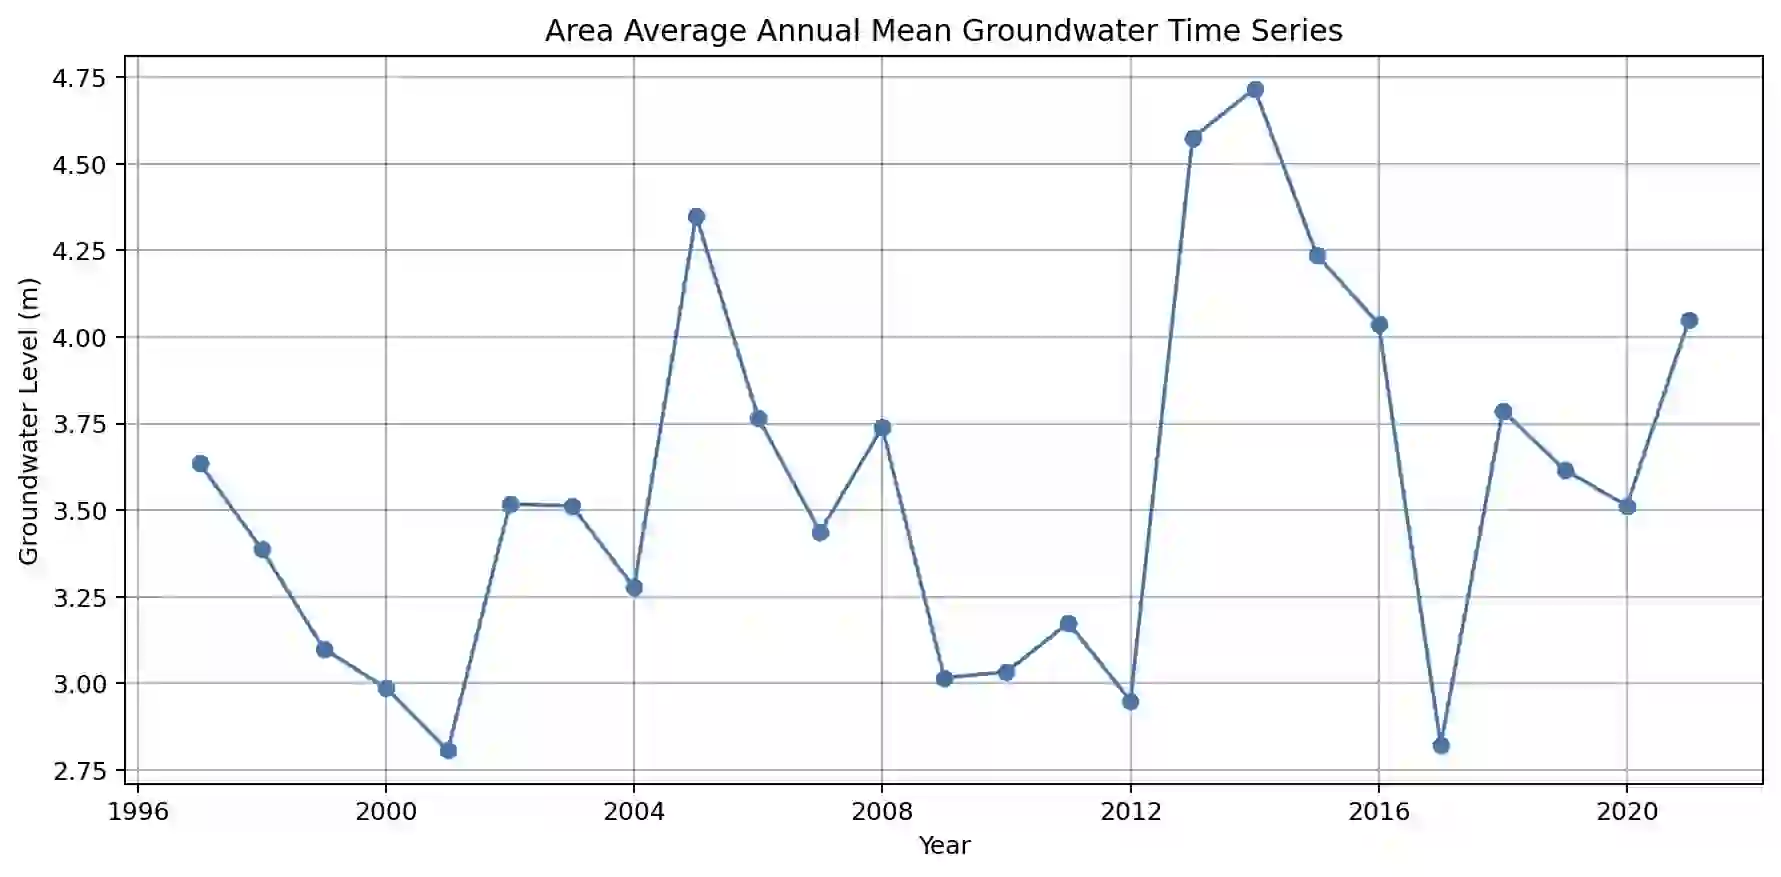 Area Average Annual Mean Groundwater Time Series
4.75
4.50
4.25
4.00
3.75
3.50
3.25
3.00
2.75
Groundwater Level (m)
1996 2000 2004 2008 2012 2016 2020
Year